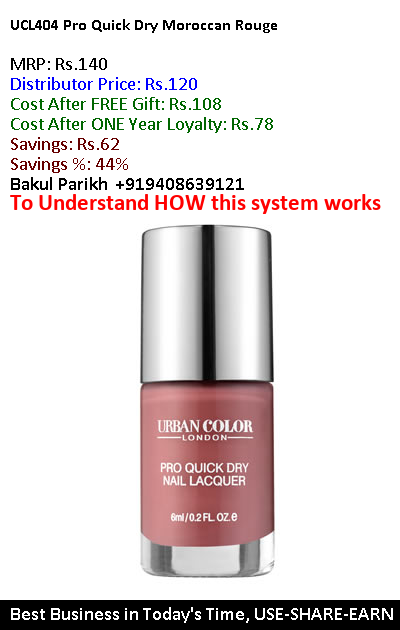 UCL404 Pro Quick Dry Moroccan Rouge
MRP: Rs.140
Distributor Price: Rs.120
Cost After FREE Gift: Rs.108
Cost After ONE Year Loyalty: Rs.78
Savings: Rs.62
Savings %: 44%
Bakul Parikh +919408639121
To Understand HOW this system works
URBAN COLOR
LONDON
PRO QUICK DRY
NAIL LACQUER
6ml/0.2 FL. OZ.e
Best Business in Today's Time, USE-SHARE-EARN